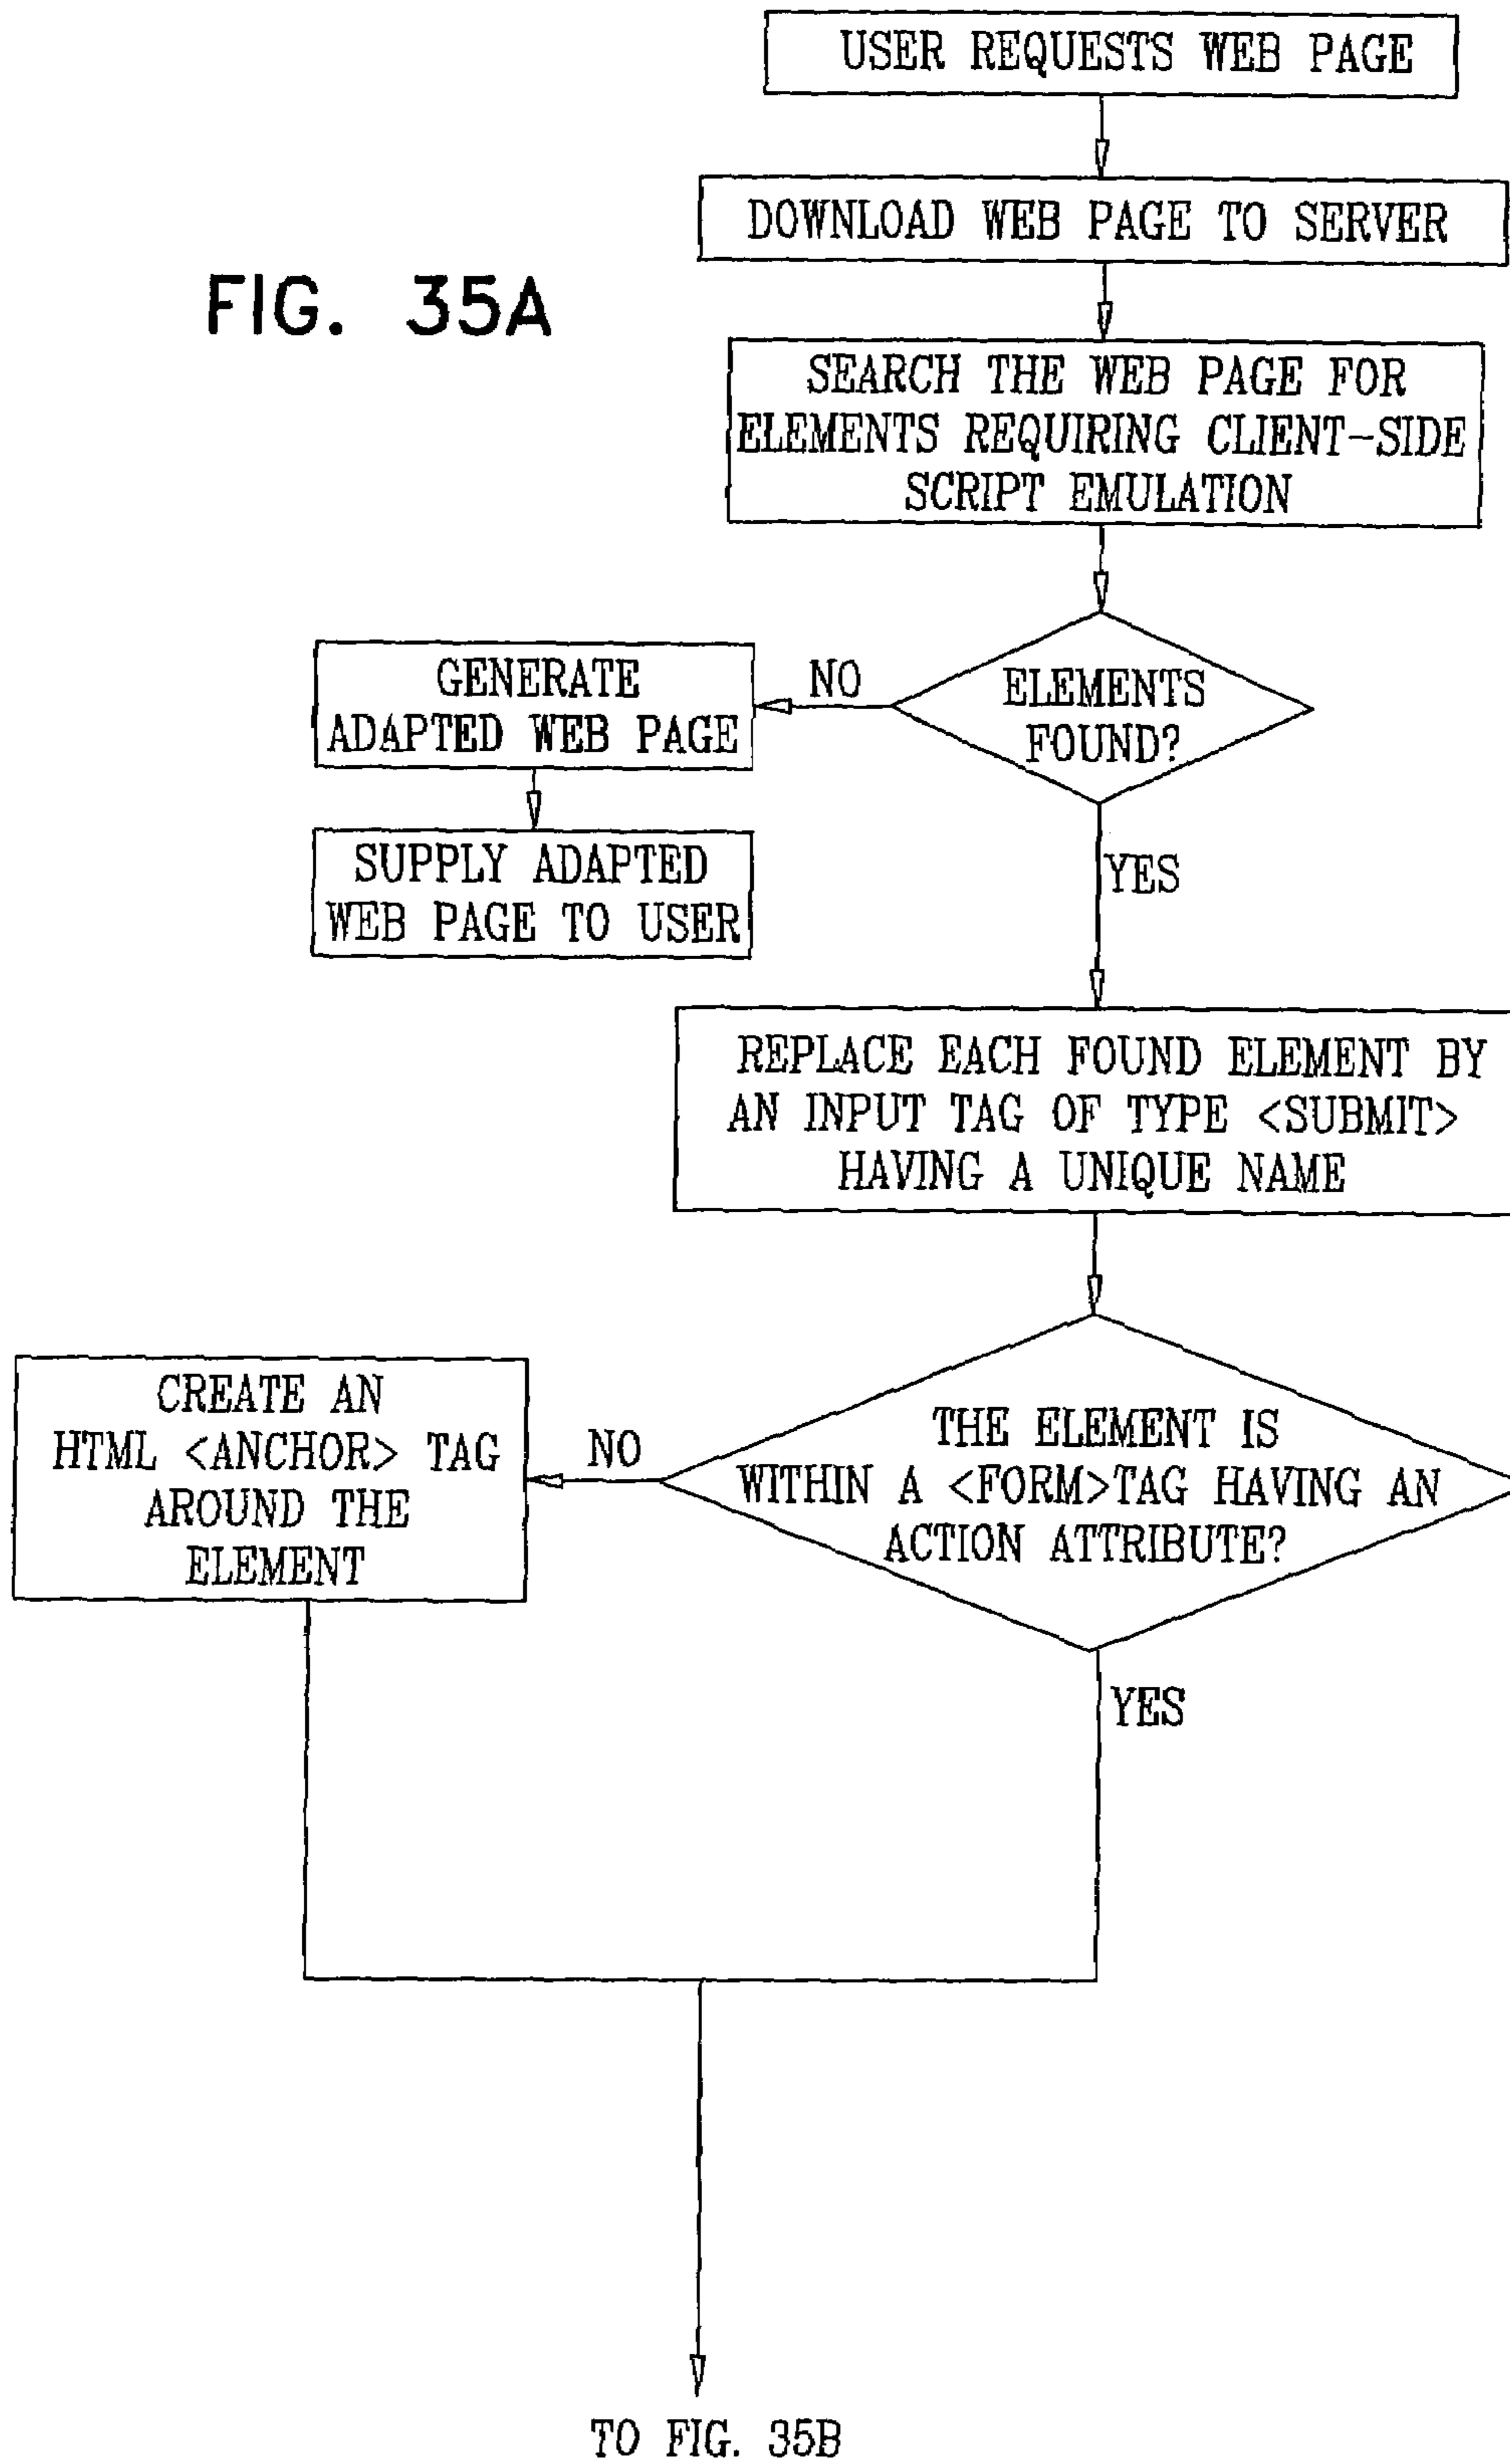 USER REQUESTS WEB PAGE
DOWNLOAD WEB PAGE TO SERVER
FIG. 35A
SEARCH THE WEB PAGE FOR
ELEMENTS REQUIRING CLIENT-SIDE
SCRIPT EMULATION
ELEMENTS
FOUND?
NO
GENERATE
ADAPTED WEB PAGE
SUPPLY ADAPTED
WEB PAGE TO USER
YES
REPLACE EACH FOUND ELEMENT BY
AN INPUT TAG OF TYPE <SUBMIT>
HAVING A UNIQUE NAME
THE ELEMENT IS
WITHIN A <FORM>TAG HAVING AN
ACTION ATTRIBUTE?
NO
CREATE AN
HTML <ANCHOR> TAG
AROUND THE
ELEMENT
YES
TO FIG. 35B